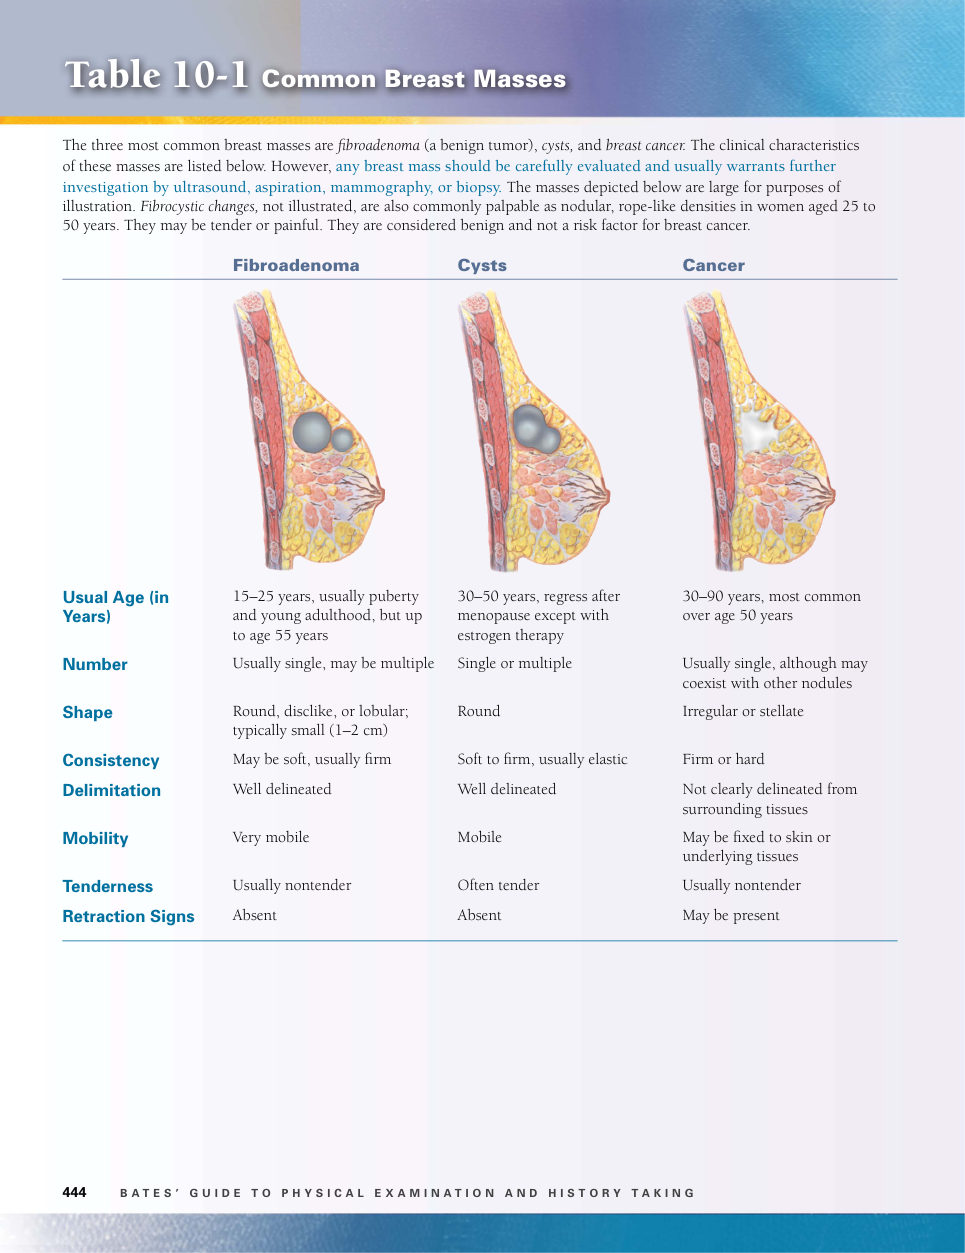 Table 10-1 Common Breast Masses
The three most common breast masses are fibroadenoma (a benign tumor), cysts, and breast cancer. The clinical characteristics
of these masses are listed below. However, any breast mass should be carefully evaluated and usually warrants further
investigation by ultrasound, aspiration, mammography, or biopsy. The masses depicted below are large for purposes of
illustration. Fibrocystic changes, not illustrated, are also commonly palpable as nodular, rope-like densities in women aged 25 to
50 years. They may be tender or painful. They are considered benign and not a risk factor for breast cancer.
Fibroadenoma Cysts Cancer
Usual Age (in 15–25 years, usually puberty 30–50 years, regress after 30–90 years, most common
Years) and young adulthood, but up menopause except with over age 50 years
to age 55 years estrogen therapy
Number Usually single, may be multiple Single or multiple Usually single, although may
coexist with other nodules
Shape Round, disclike, or lobular; Round Irregular or stellate
typically small (1–2 cm)
Consistency May be soft, usually firm Soft to firm, usually elastic Firm or hard
Delimitation Well delineated Well delineated Not clearly delineated from
surrounding tissues
Mobility Very mobile Mobile May be fixed to skin or
underlying tissues
Tenderness Usually nontender Often tender Usually nontender
Retraction Signs Absent Absent May be present
444 BATES' GUIDE TO PHYSICAL EXAMINATION AND HISTORY TAKING